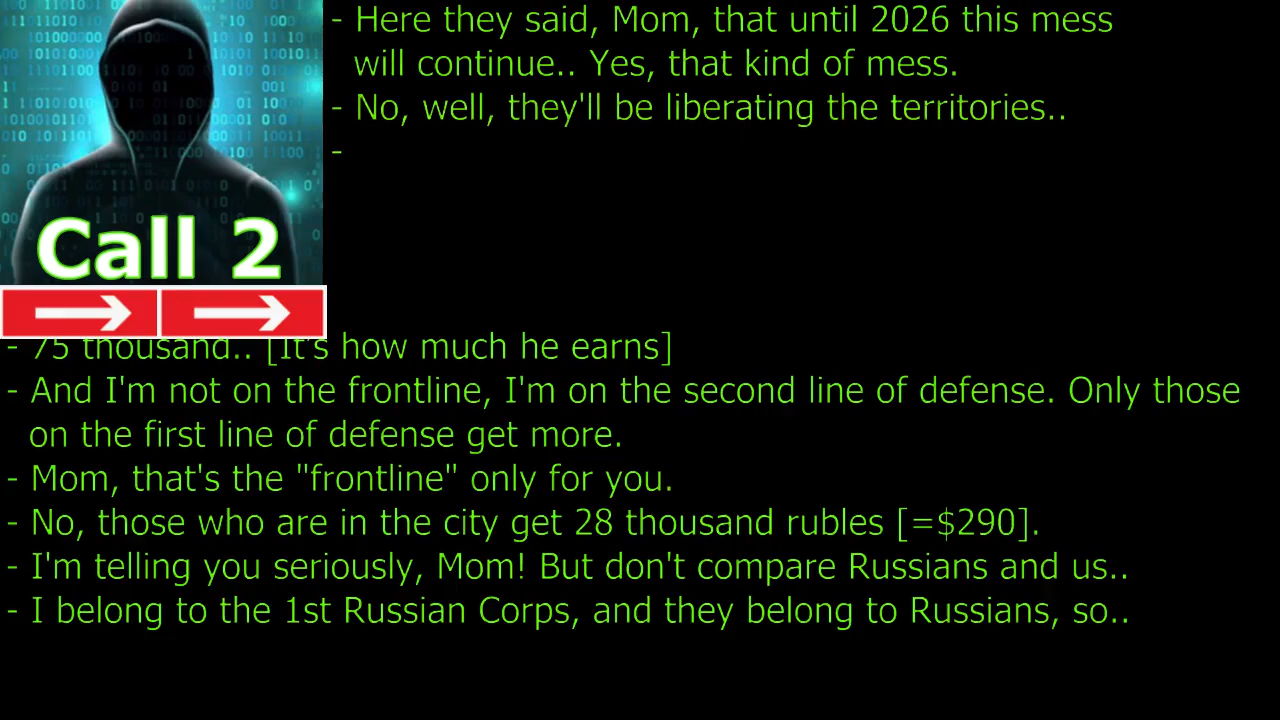 - Here they said, Mom, that until 2026 this mess
will continue.. Yes, that kind of mess.
- No, well, they'll be liberating the territories..
-
Call 2
- 75 thousand.. [It's how much he earns]
- And I'm not on the frontline, I'm on the second line of defense. Only those
on the first line of defense get more.
- Mom, that's the "frontline" only for you.
- No, those who are in the city get 28 thousand rubles [=$290].
- I'm telling you seriously, Mom! But don't compare Russians and us..
- I belong to the 1st Russian Corps, and they belong to Russians, so..